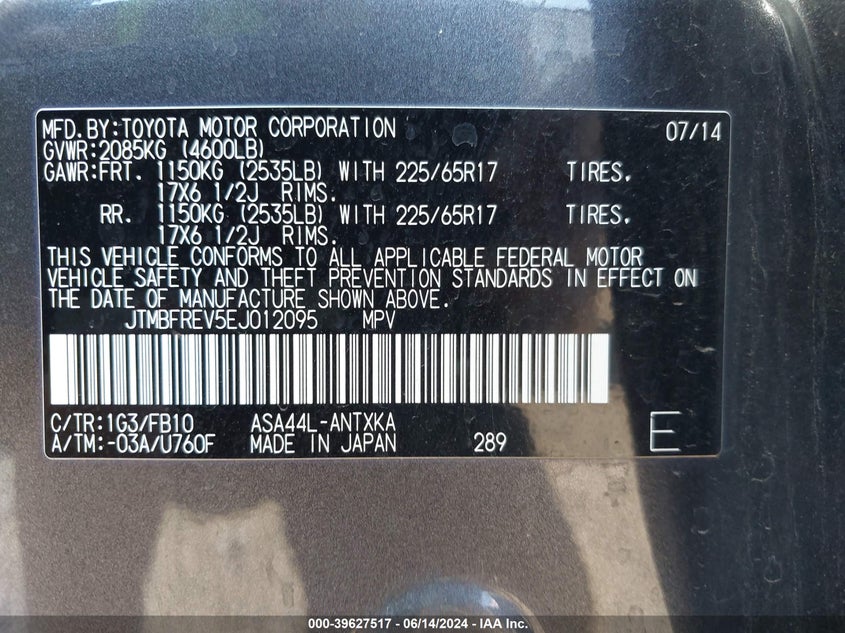 MFD.BY:TOYOTA MOTOR CORPORATION 07/14
GVWR:2085KG (4600LB)
GAWR:FRT. 1150KG (2535LB) WITH 225/65R17 TIRES.
17X6 1/2J RIMS.
RR. 1150KG (2535LB) WITH 225/65R17 TIRES.
17X6 1/2J RIMS.
THIS VEHICLE CONFORMS TO ALL APPLICABLE FEDERAL MOTOR
VEHICLE SAFETY AND THEFT PREVENTION STANDARDS IN EFFECT ON
THE DATE OF MANUFACTURE SHOWN ABOVE.
JTMBFREV5EJ012095 MPV
C/TR:1G3/FB10 ASA44L-ANTXKA
A/TM:-03A/U760F MADE IN JAPAN 289 E
000-39627517 - 06/14/2024 - IAA Inc.